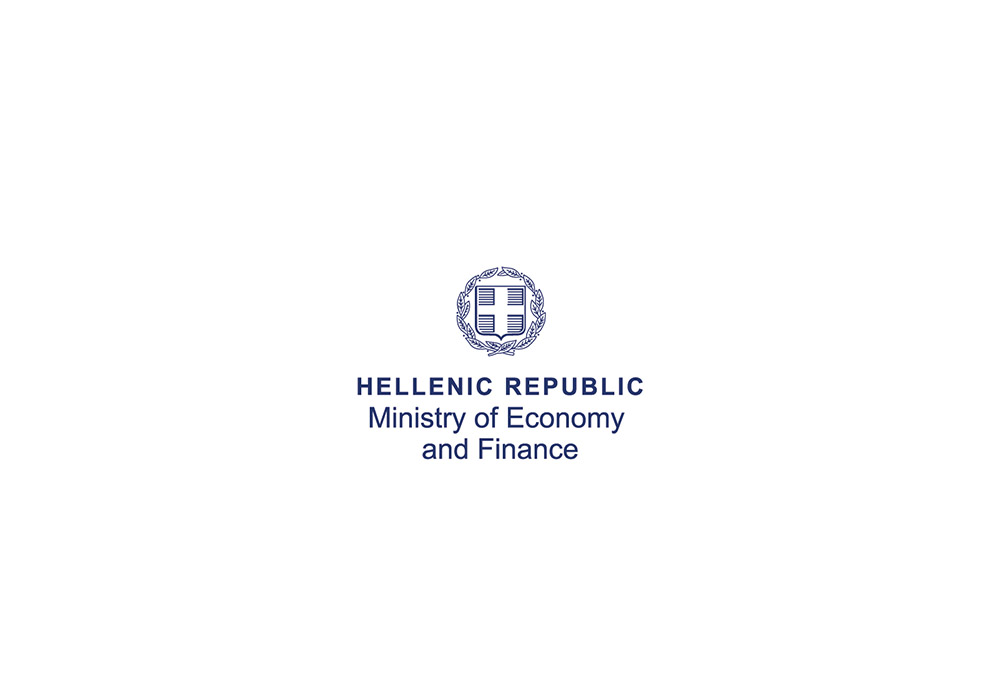 HELLENIC REPUBLIC
Ministry of Economy
and Finance